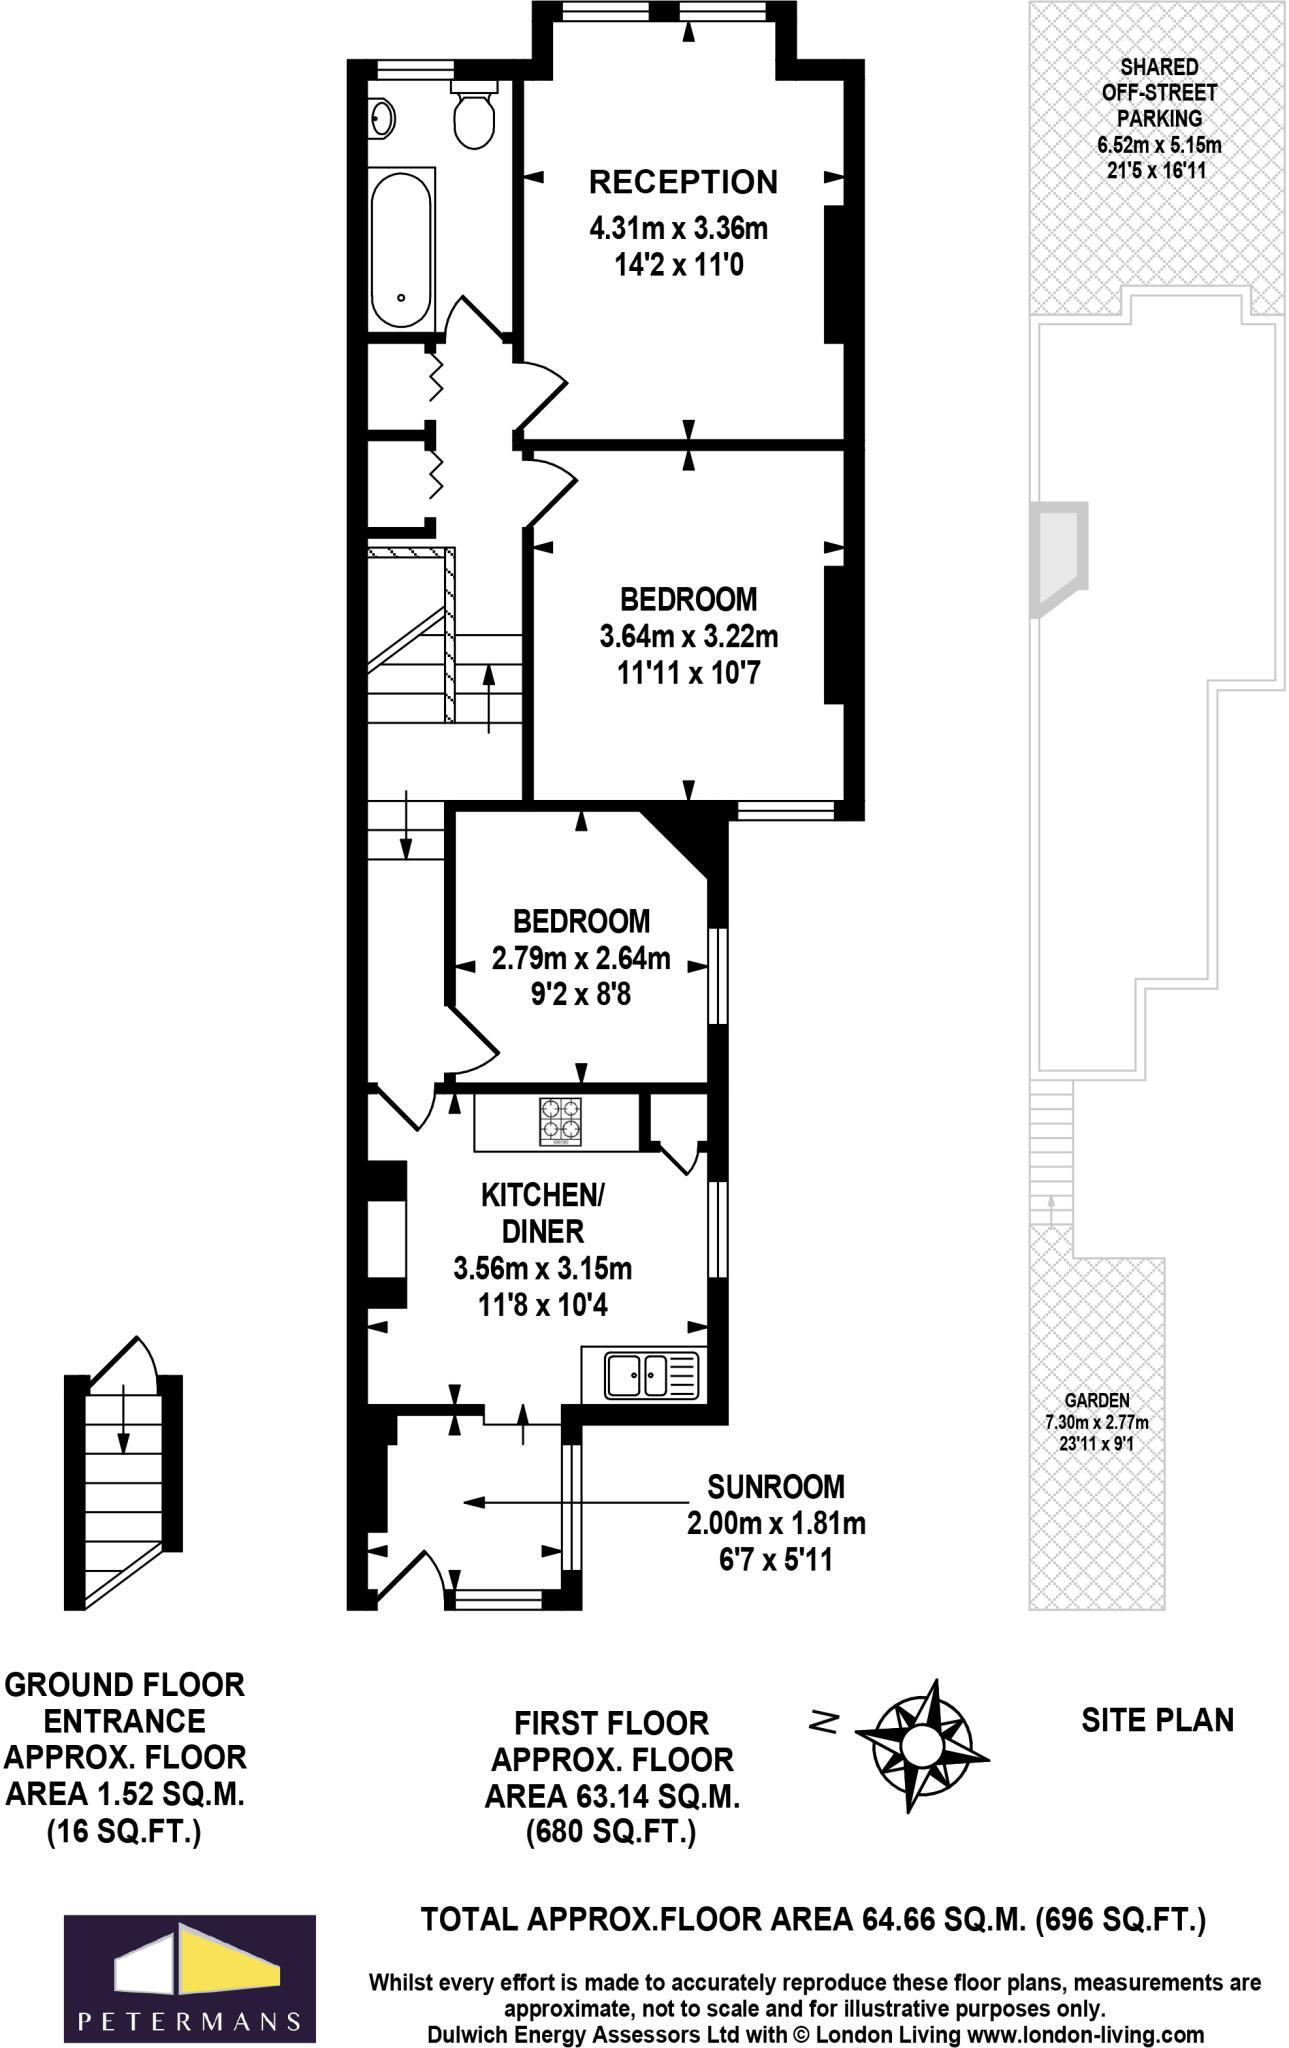 SHARED
OFF-STREET
PARKING
6.52m x 5.15m
21'5 x 16'11
RECEPTION
4.31m x 3.36m
14'2 x 11'0
BEDROOM
3.64m x 3.22m
11'11 x 10'7
BEDROOM
2.79m x 2.64m
9'2 x 8'8
KITCHEN/
DINER
3.56m x 3.15m
11'8 x 10'4
GARDEN
7.30m x 2.77m
23'11 x 9'1
SUNROOM
2.00m x 1.81m
6'7 x 5'11
GROUND FLOOR
ENTRANCE
APPROX. FLOOR
AREA 1.52 SQ.M.
(16 SQ.FT.)
FIRST FLOOR
APPROX. FLOOR
AREA 63.14 SQ.M.
(680 SQ.FT.)
N
SITE PLAN
TOTAL APPROX.FLOOR AREA 64.66 SQ.M. (696 SQ.FT.)
PETERMANS
Whilst every effort is made to accurately reproduce these floor plans, measurements are
approximate, not to scale and for illustrative purposes only.
Dulwich Energy Assessors Ltd with © London Living www.london-living.com